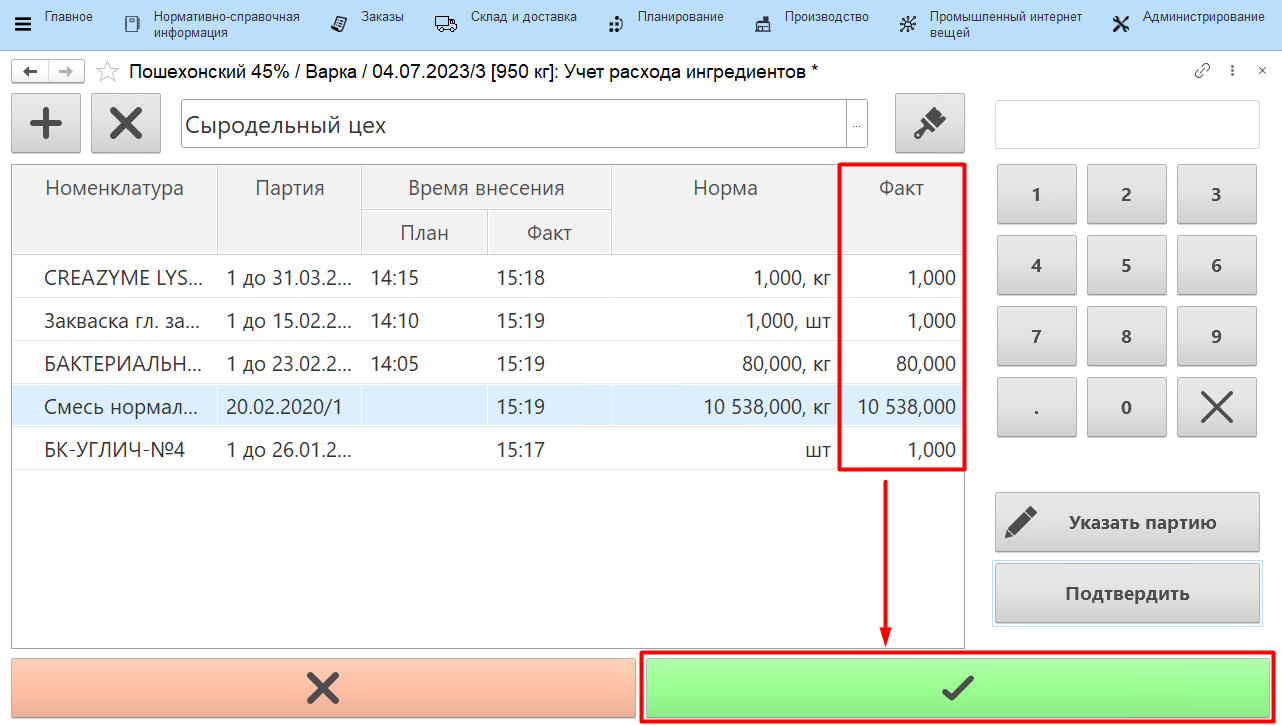 Главное
Нормативно-справочная
информация
Заказы
Склад и доставка
Планирование
Производство
Промышленный интернет
вещей
Администрирование
Пошехонский 45% / Варка / 04.07.2023/3 [950 кг]: Учет расхода ингредиентов *
Сыродельный цех
...
Номенклатура Партия Время внесения Норма Факт
План Факт
CREAZYME LYS... 1 до 31.03.2... 14:15 15:18 1,000, кг 1,000
Закваска гл. за... 1 до 15.02.2... 14:10 15:19 1,000, шт 1,000
БАКТЕРИАЛЬН... 1 до 23.02.2... 14:05 15:19 80,000, кг 80,000
Смесь нормал... 20.02.2020/1 15:19 10 538,000, кг 10 538,000
БК-УГЛИЧ-№4 1 до 26.01.2... 15:17 шт 1,000
1 2 3
4 5 6
7 8 9
. 0
Указать партию
Подтвердить